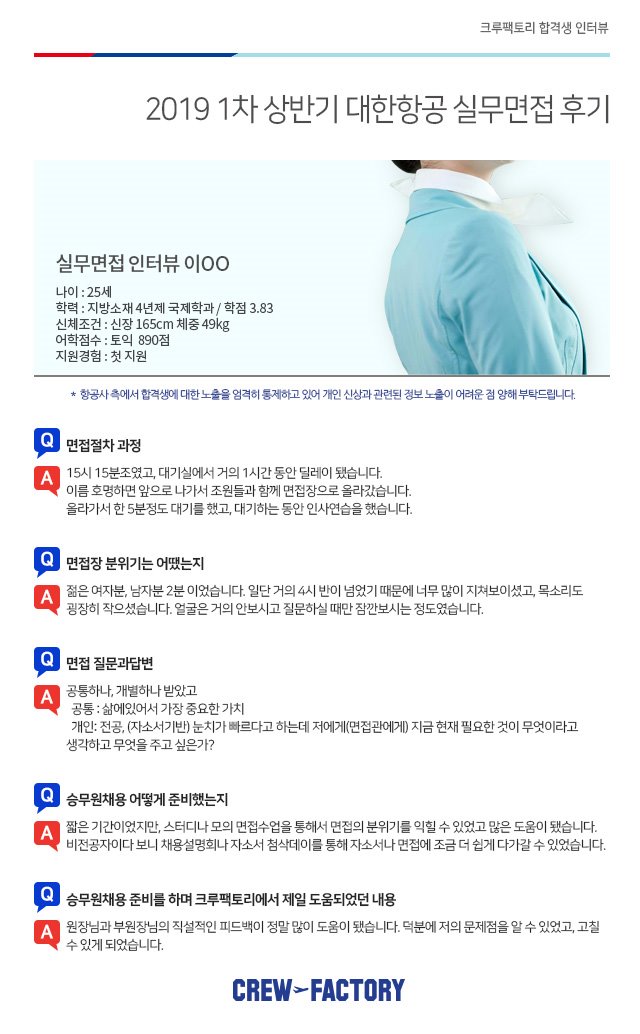 크루팩토리 합격생 인터뷰
2019 1차 상반기 대한항공 실무면접 후기
실무면접 인터뷰 이OO
나이 : 25세
학력 : 지방소재 4년제 국제학과 / 학점 3.83
신체조건 : 신장 165cm 체중 49kg
어학점수 : 토익 890점
지원경험 : 첫 지원
* 항공사 측에서 합격생에 대한 노출을 엄격히 통제하고 있어 개인 신상과 관련된 정보 노출이 어려운 점 양해 부탁드립니다.
Q 면접절차 과정
A 15시 15분조였고, 대기실에서 거의 1시간 동안 딜레이 됐습니다.
이름 호명하면 앞으로 나가서 조원들과 함께 면접장으로 올라갔습니다.
올라가서 한 5분정도 대기를 했고, 대기하는 동안 인사연습을 했습니다.
Q 면접장 분위기는 어땠는지
A 젊은 여자분, 남자분 2분 이었습니다. 일단 거의 4시 반이 넘었기 때문에 너무 많이 지쳐보이셨고, 목소리도
굉장히 작으셨습니다. 얼굴은 거의 안보시고 질문하실 때만 잠깐보시는 정도였습니다.
Q 면접 질문과답변
A 공통하나, 개별하나 받았고
공통 : 삶에있어서 가장 중요한 가치
개인: 전공, (자소서기반) 눈치가 빠르다고 하는데 저에게(면접관에게) 지금 현재 필요한 것이 무엇이라고
생각하고 무엇을 주고 싶은가?
Q 승무원채용 어떻게 준비했는지
A 짧은 기간이었지만, 스터디나 모의 면접수업을 통해서 면접의 분위기를 익힐 수 있었고 많은 도움이 됐습니다.
비전공자이다 보니 채용설명회나 자소서 첨삭데이를 통해 자소서나 면접에 조금 더 쉽게 다가갈 수 있었습니다.
Q 승무원채용 준비를 하며 크루팩토리에서 제일 도움되었던 내용
A 원장님과 부원장님의 직설적인 피드백이 정말 많이 도움이 됐습니다. 덕분에 저의 문제점을 알 수 있었고, 고칠
수 있게 되었습니다.
CREW FACTORY